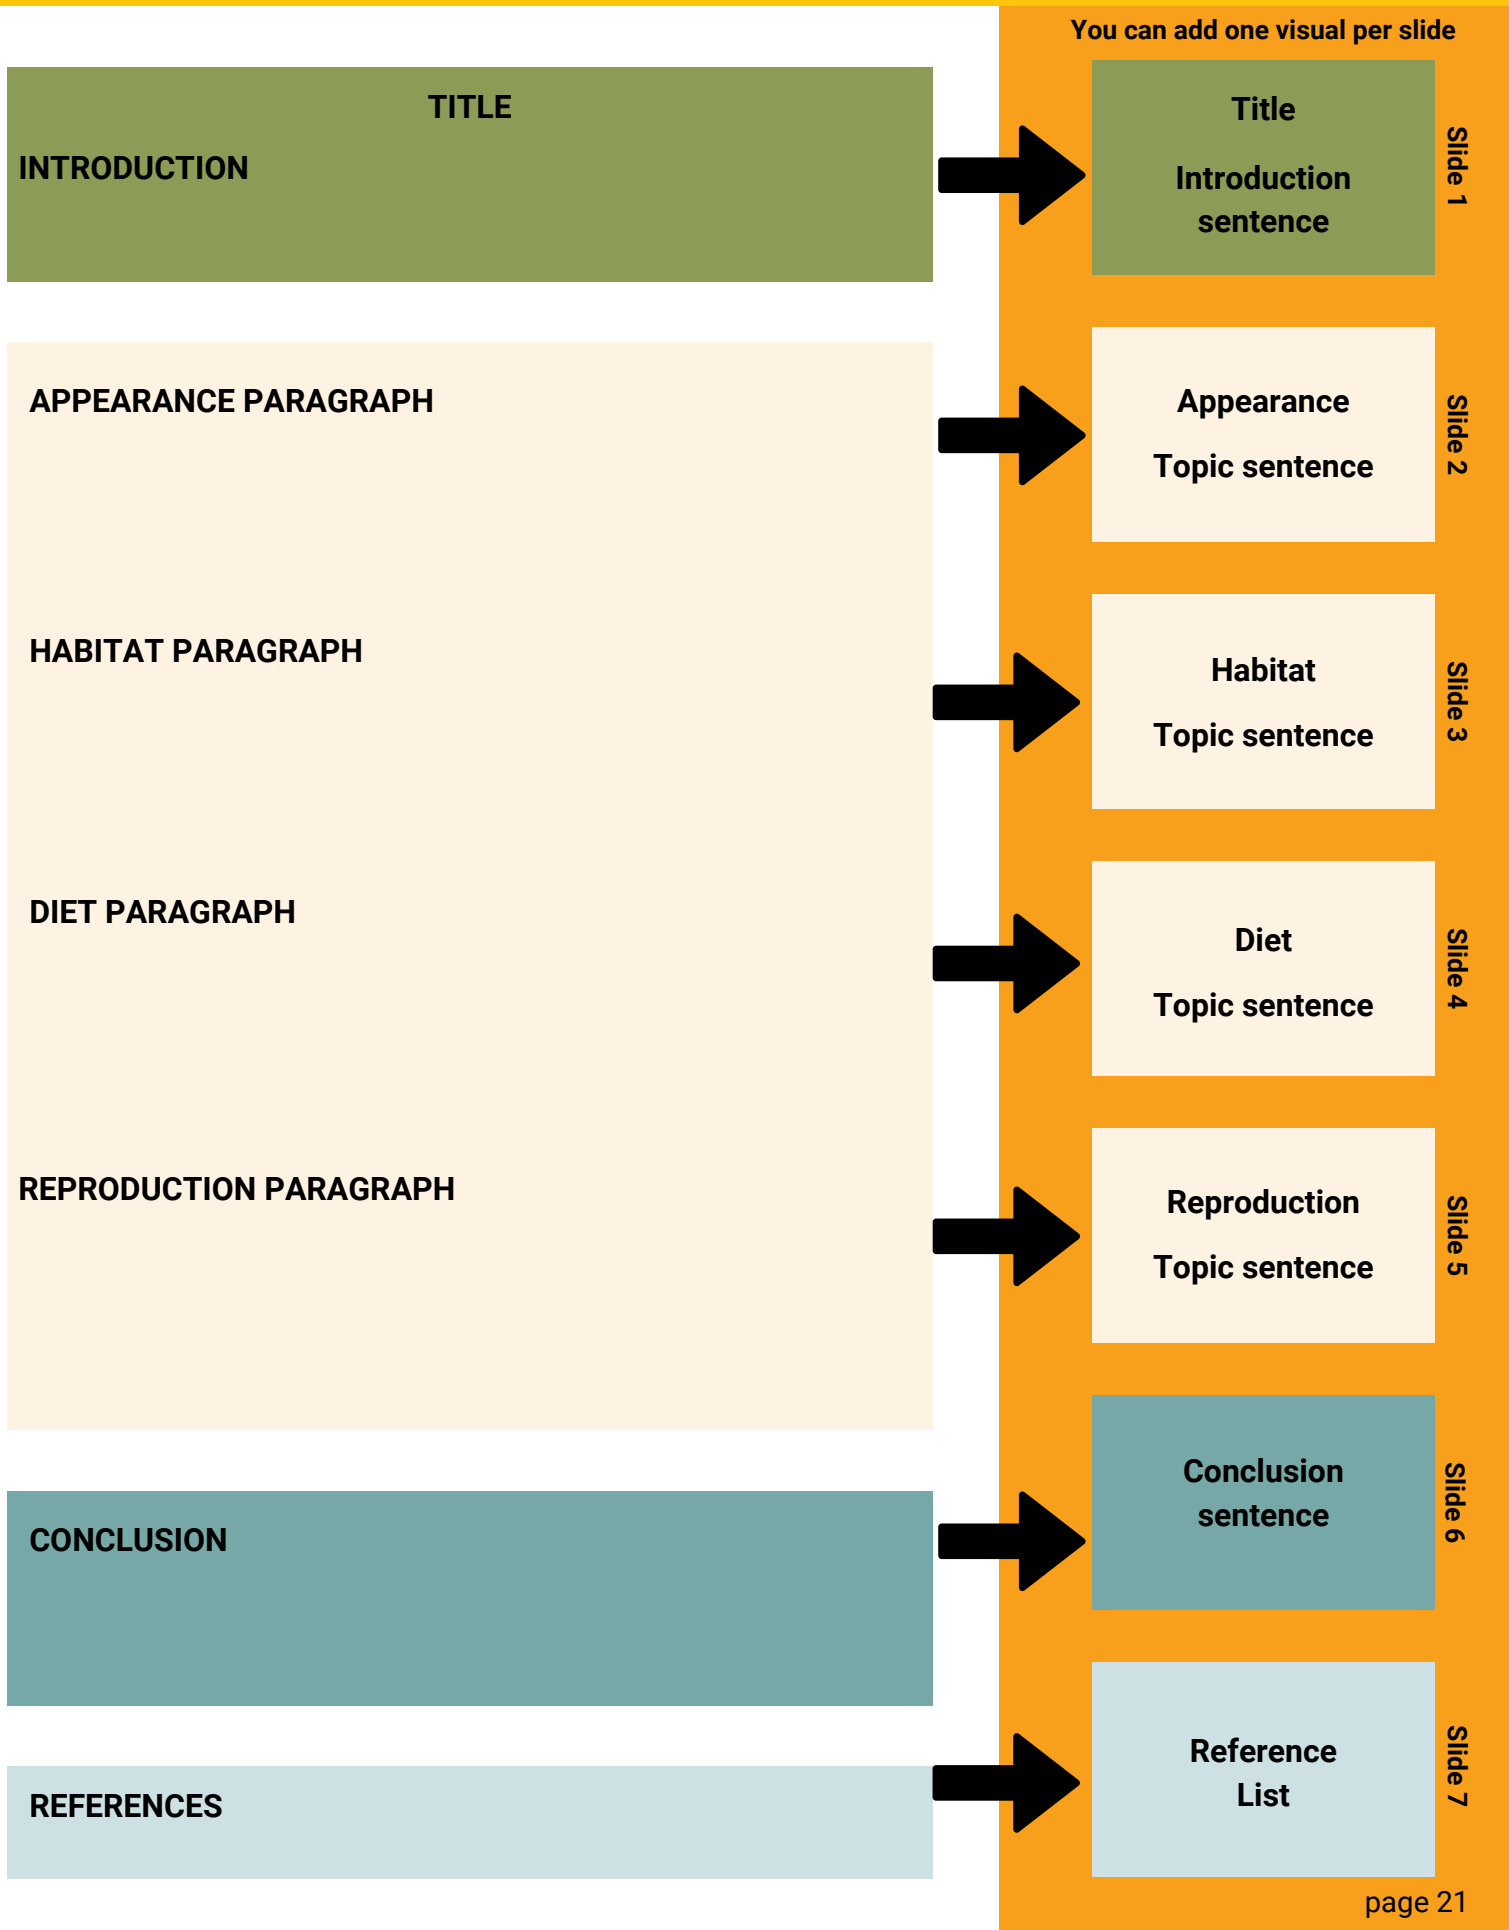 You can add one visual per slide
TITLE
INTRODUCTION
Title
Introduction
sentence
Slide 1
APPEARANCE PARAGRAPH
Appearance
Topic sentence
Slide 2
HABITAT PARAGRAPH
Habitat
Topic sentence
Slide 3
DIET PARAGRAPH
Diet
Topic sentence
Slide 4
REPRODUCTION PARAGRAPH
Reproduction
Topic sentence
Slide 5
CONCLUSION
Conclusion
sentence
Slide 6
REFERENCES
Reference
List
Slide 7
page 21